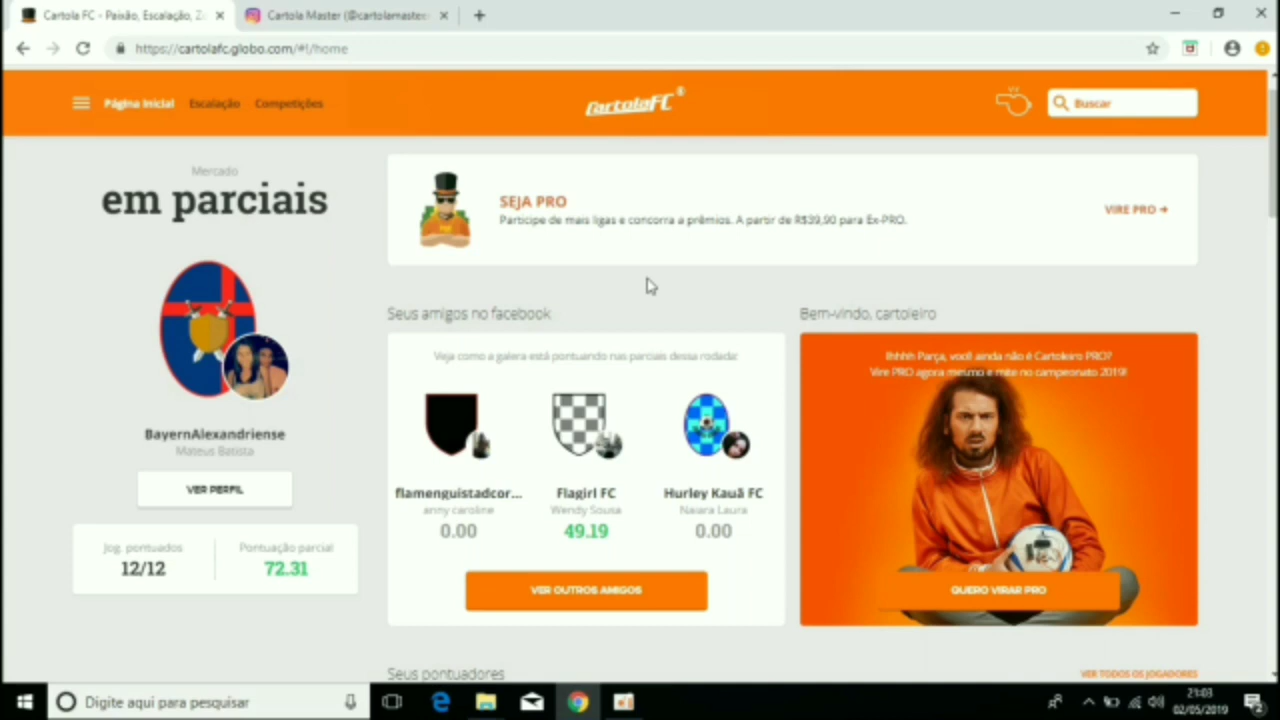 Cartola FC - Paixão, Escalação, Z
Cartola Master (@cartolamaste
https://cartolafc.globo.com/#!/home
Página Inicial
Escalação
Competições
CartolaFC
Buscar
Mercado
em parciais
BayernAlexandriense
Mateus Batista
VER PERFIL
Jog. pontuados
12/12
Pontuação parcial
72.31
SEJA PRO
Participe de mais ligas e concorra a prêmios. A partir de R$39,90 para Ex-PRO.
VIRE PRO
Seus amigos no facebook
Veja como a galera está pontuando nas parciais dessa rodada:
flamenguistadcor...
anny caroline
0.00
Flagirl FC
Wendy Sousa
49.19
Hurley Kauã FC
Naiara Laura
0.00
VER OUTROS AMIGOS
Bem-vindo, cartoleiro
Ihhhh Parça, você ainda não é Cartoleiro PRO?
Vire PRO agora mesmo e mite no campeonato 2019!
QUERO VIRAR PRO
Seus pontuadores
VER TODOS OS JOGADORES
Digite aqui para pesquisar
21:03
02/05/2019
2